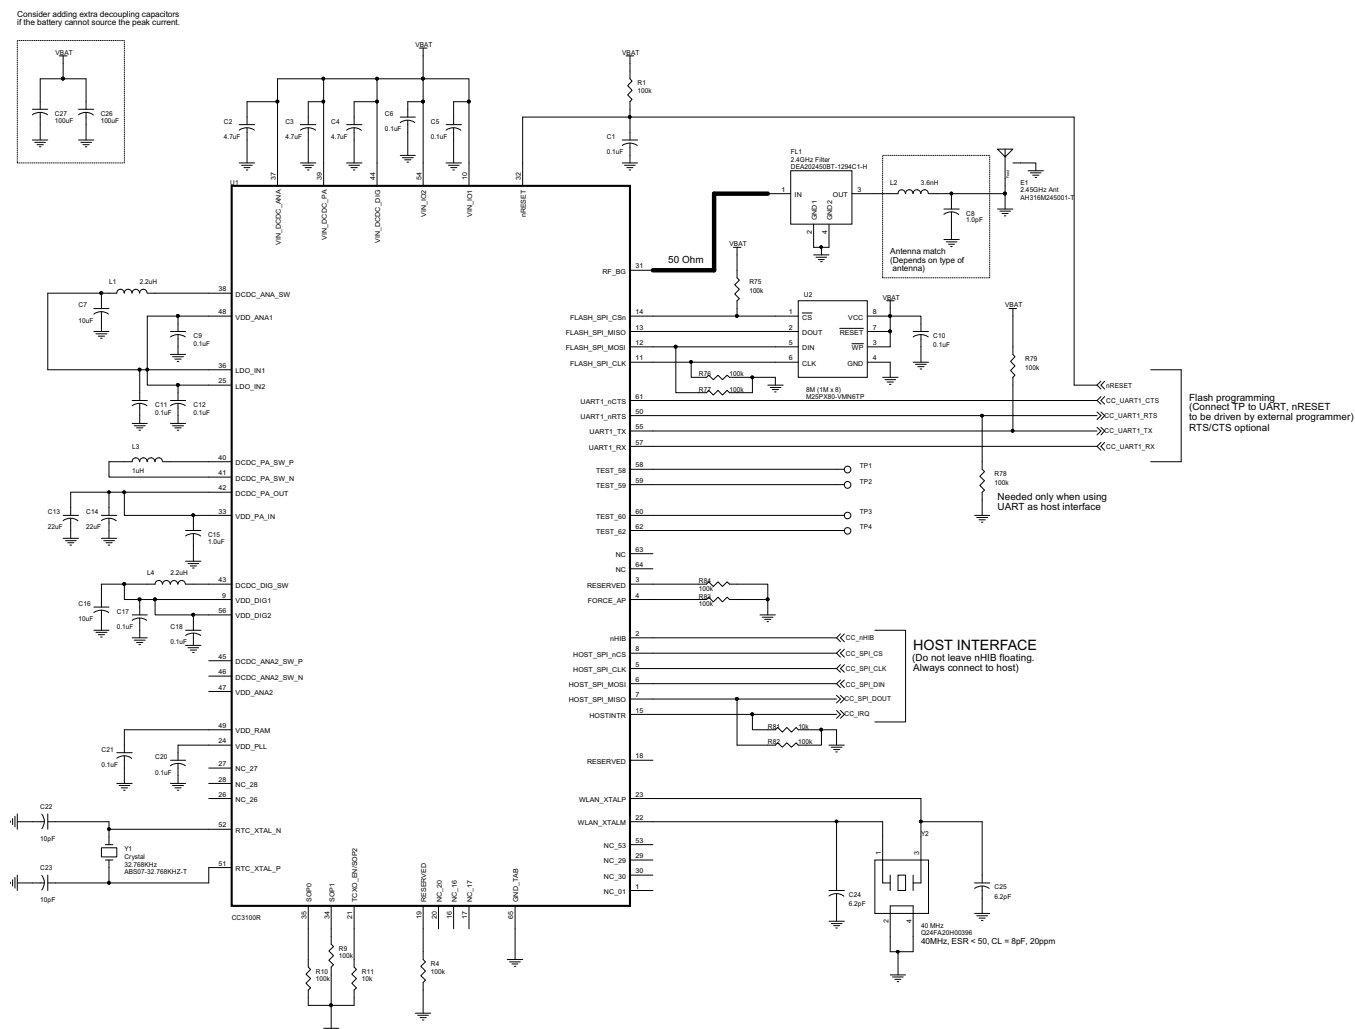 Consider adding extra decoupling capacitors
if the battery cannot source the peak current.
VBAT
C27
100uF
C26
100uF
VBAT
C2
4.7uF
C3
4.7uF
C4
4.7uF
C6
0.1uF
C5
0.1uF
VBAT
R1
100k
C1
0.1uF
37
39
44
54
10
32
U1
VIN_DCDC_ANA
VIN_DCDC_PA
VIN_DCDC_DIG
VIN_IO2
VIN_IO1
nRESET
FL1
2.4GHz Filter
DEA202450BT-1294C1-H
1
IN
OUT
3
GND1
GND2
2
4
L2
3.6nH
C8
1.0pF
Antenna match
(Depends on type of
antenna)
Feed
E1
2.45GHz Ant
AH316M245001-T
50 Ohm
31
RF_BG
VBAT
R75
100k
U2
VBAT
14
FLASH_SPI_CSn
13
FLASH_SPI_MISO
12
FLASH_SPI_MOSI
11
FLASH_SPI_CLK
1
CS
VCC
8
2
DOUT
RESET
7
5
DIN
WP
3
6
CLK
GND
4
C10
0.1uF
8M (1M x 8)
M25PX80-VMN6TP
R76
100k
R77
100k
VBAT
R79
100k
61
UART1_nCTS
50
UART1_nRTS
55
UART1_TX
57
UART1_RX
nRESET
CC_UART1_CTS
CC_UART1_RTS
CC_UART1_TX
CC_UART1_RX
Flash programming
(Connect TP to UART, nRESET
to be driven by external programmer)
RTS/CTS optional
R78
100k
Needed only when using
UART as host interface
58
TEST_58
TP1
59
TEST_59
TP2
60
TEST_60
TP3
62
TEST_62
TP4
63
NC
64
NC
3
RESERVED
R84
100k
4
FORCE_AP
R83
100k
2
nHIB
CC_nHIB
8
HOST_SPI_nCS
CC_SPI_CS
5
HOST_SPI_CLK
CC_SPI_CLK
6
HOST_SPI_MOSI
CC_SPI_DIN
7
HOST_SPI_MISO
CC_SPI_DOUT
15
HOSTINTR
CC_IRQ
HOST INTERFACE
(Do not leave nHIB floating.
Always connect to host)
R81
10k
R82
100k
18
RESERVED
23
WLAN_XTALP
22
WLAN_XTALM
53
NC_53
29
NC_29
30
NC_30
1
NC_01
C24
6.2pF
Y2
1
3
2
4
C25
6.2pF
40 MHz
Q24FA20H00396
40MHz, ESR < 50, CL = 8pF, 20ppm
L1
2.2uH
C7
10uF
38
DCDC_ANA_SW
48
VDD_ANA1
C9
0.1uF
36
LDO_IN1
25
LDO_IN2
C11
0.1uF
C12
0.1uF
L3
1uH
40
DCDC_PA_SW_P
41
DCDC_PA_SW_N
42
DCDC_PA_OUT
33
VDD_PA_IN
C13
22uF
C14
22uF
C15
1.0uF
L4
2.2uH
43
DCDC_DIG_SW
9
VDD_DIG1
56
VDD_DIG2
C16
10uF
C17
0.1uF
C18
0.1uF
45
DCDC_ANA2_SW_P
46
DCDC_ANA2_SW_N
47
VDD_ANA2
49
VDD_RAM
24
VDD_PLL
27
NC_27
28
NC_28
26
NC_26
C21
0.1uF
C20
0.1uF
C22
10pF
52
RTC_XTAL_N
Y1
Crystal
32.768KHz
ABS07-32.768KHZ-T
51
RTC_XTAL_P
C23
10pF
CC3100R
SOP0
SOP1
TCXO_EN/SOP2
RESERVED
NC_20
NC_16
NC_17
GND_TAB
35
34
21
19
20
16
17
65
R9
100k
R10
100k
R11
10k
R4
100k